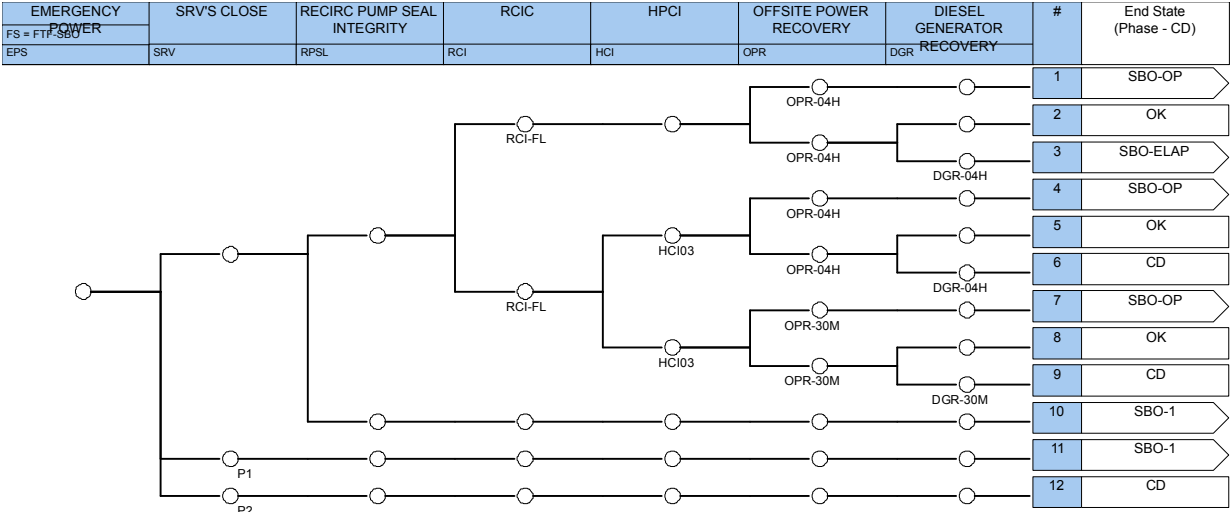 EMERGENCY POWER
FS = FTF-SBO
EPS
SRV'S CLOSE
SRV
RECIRC PUMP SEAL
INTEGRITY
RPSL
RCIC
RCI
HPCI
HCI
OFFSITE POWER
RECOVERY
OPR
DIESEL
GENERATOR
RECOVERY
DGR
#
End State
(Phase - CD)
1 SBO-OP
OPR-04H
2 OK
RCI-FL
OPR-04H
3 SBO-ELAP
DGR-04H
4 SBO-OP
OPR-04H
5 OK
HCI03
OPR-04H
6 CD
DGR-04H
RCI-FL
7 SBO-OP
OPR-30M
8 OK
HCI03
OPR-30M
9 CD
DGR-30M
10 SBO-1
11 SBO-1
P1
12 CD
P2